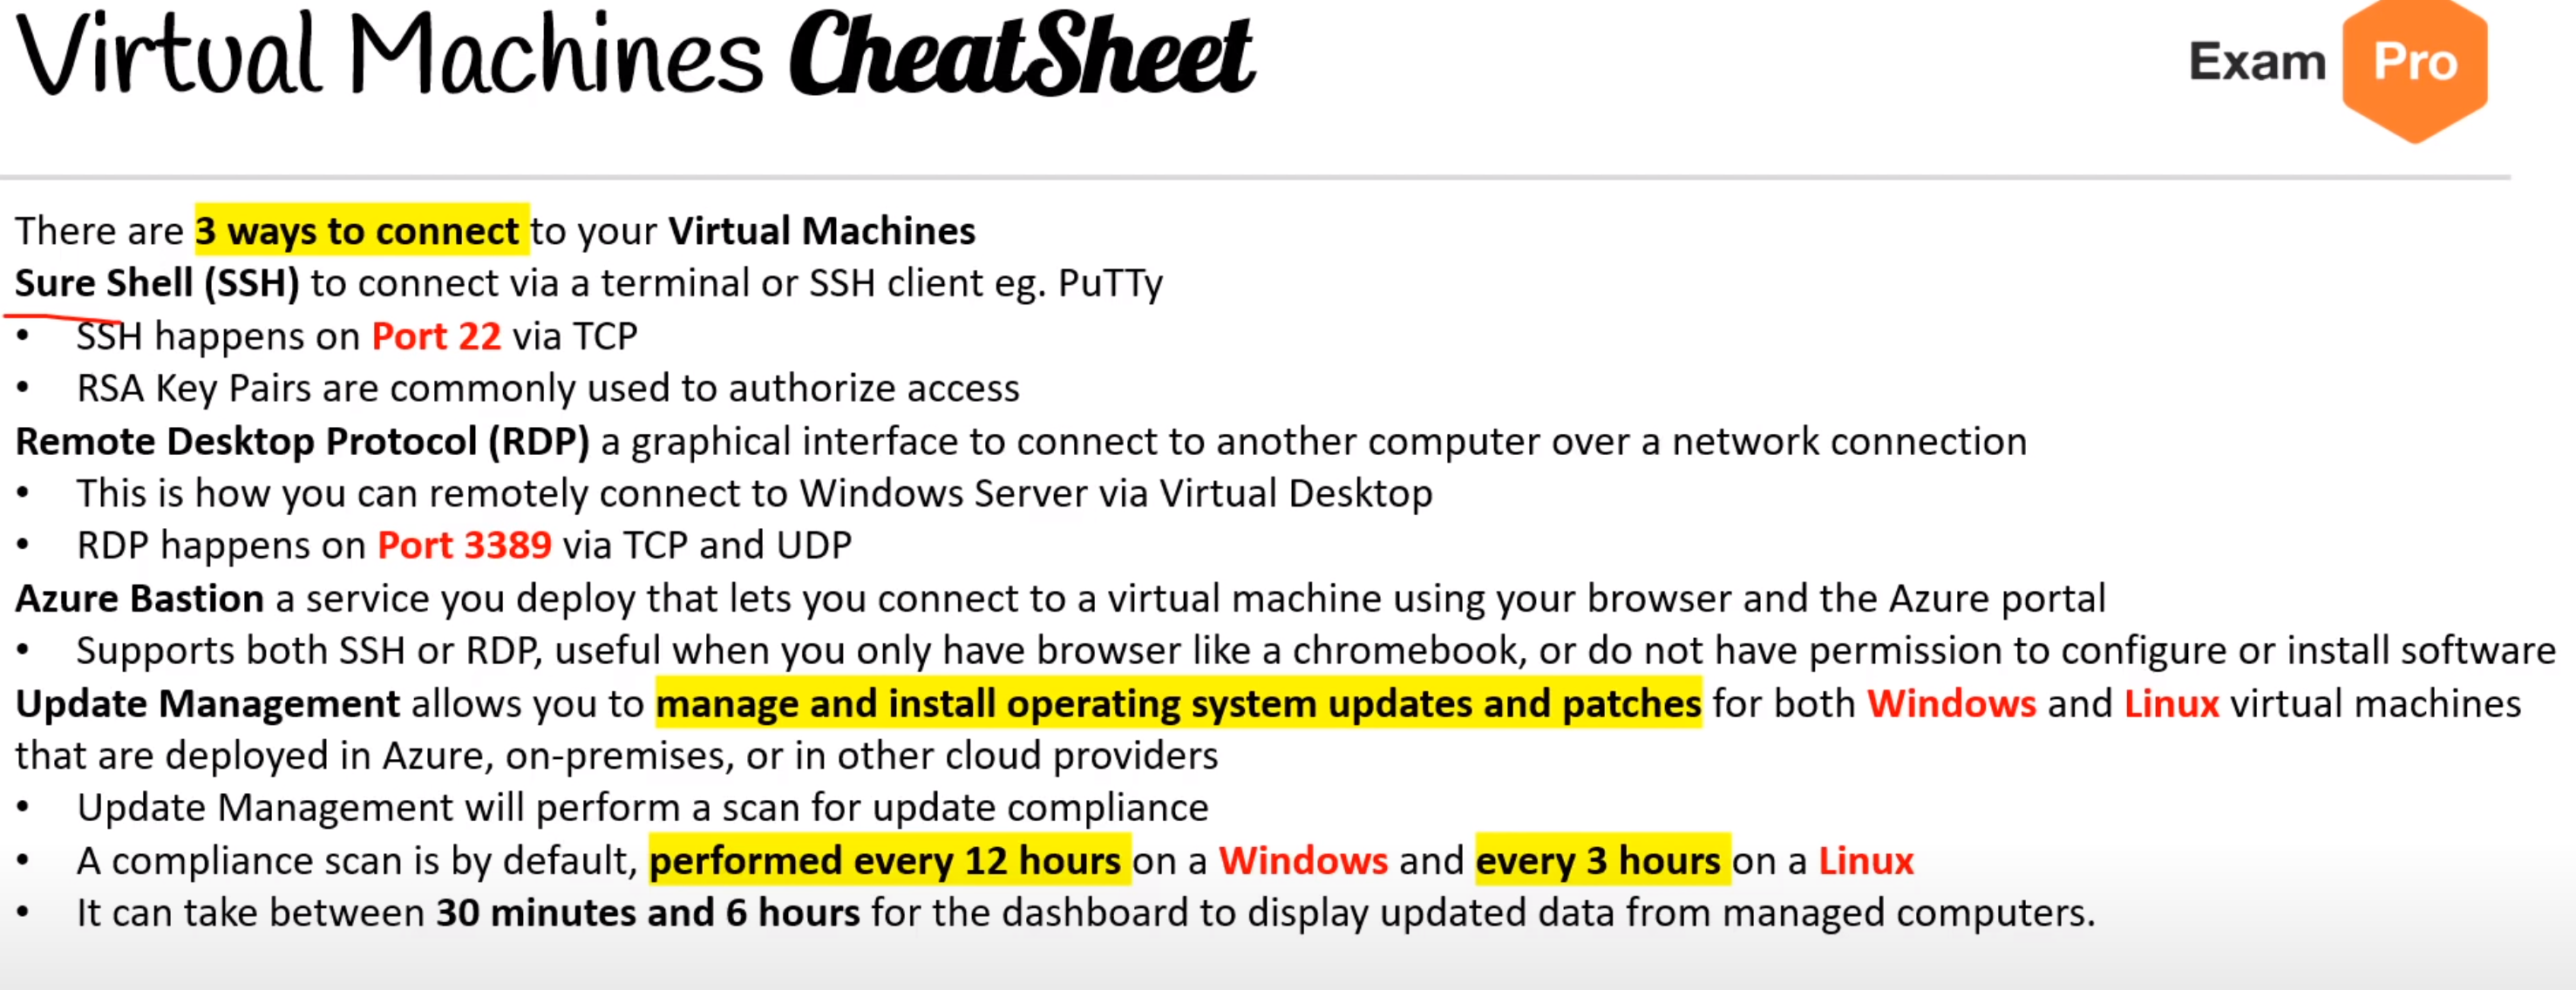 Virtual Machines CheatSheet
Exam Pro
There are 3 ways to connect to your Virtual Machines
Sure Shell (SSH) to connect via a terminal or SSH client eg. PuTTy
• SSH happens on Port 22 via TCP
• RSA Key Pairs are commonly used to authorize access
Remote Desktop Protocol (RDP) a graphical interface to connect to another computer over a network connection
• This is how you can remotely connect to Windows Server via Virtual Desktop
• RDP happens on Port 3389 via TCP and UDP
Azure Bastion a service you deploy that lets you connect to a virtual machine using your browser and the Azure portal
• Supports both SSH or RDP, useful when you only have browser like a chromebook, or do not have permission to configure or install software
Update Management allows you to manage and install operating system updates and patches for both Windows and Linux virtual machines
that are deployed in Azure, on-premises, or in other cloud providers
• Update Management will perform a scan for update compliance
• A compliance scan is by default, performed every 12 hours on a Windows and every 3 hours on a Linux
• It can take between 30 minutes and 6 hours for the dashboard to display updated data from managed computers.